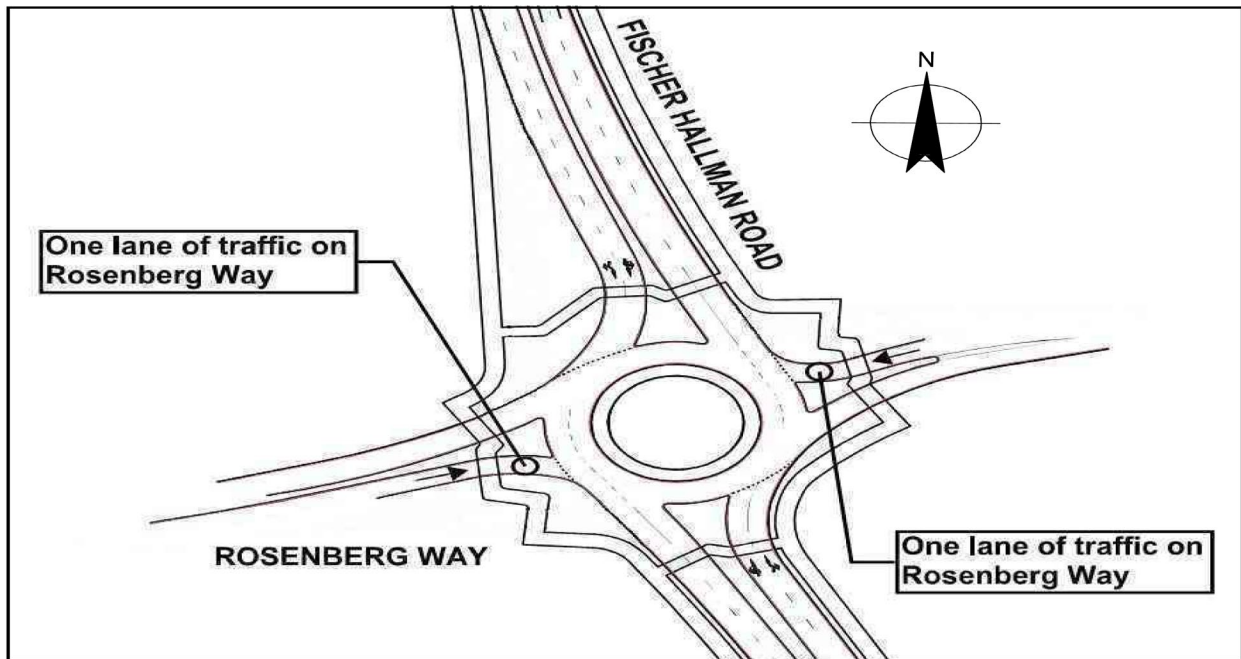 FISCHER HALLMAN ROAD
N
One lane of traffic on
Rosenberg Way
ROSENBERG WAY
One lane of traffic on
Rosenberg Way